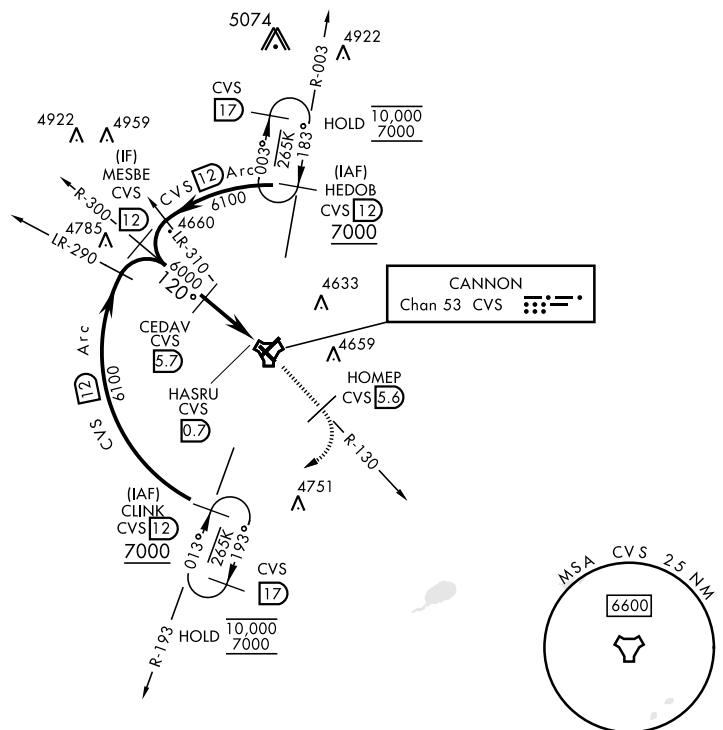 5074
4922
R-003
CVS
17
HOLD 10,000
7000
003°
265K
183°
4922
4959
(IF)
MESBE
CVS
12
CVS 12 Arc
6100
(IAF)
HEDOB
CVS 12
7000
R-300
4785
LR-290
4660
LR-310
6000
120°
4633
CANNON
Chan 53 CVS
CEDAV
CVS
5.7
4659
HASRU
CVS
0.7
HOMEP
CVS 5.6
R-130
CVS 12 Arc
6100
4751
(IAF)
CLINK
CVS 12
7000
013°
265K
193°
CVS
17
HOLD 10,000
7000
R-193
MSA CVS 25 NM
6600